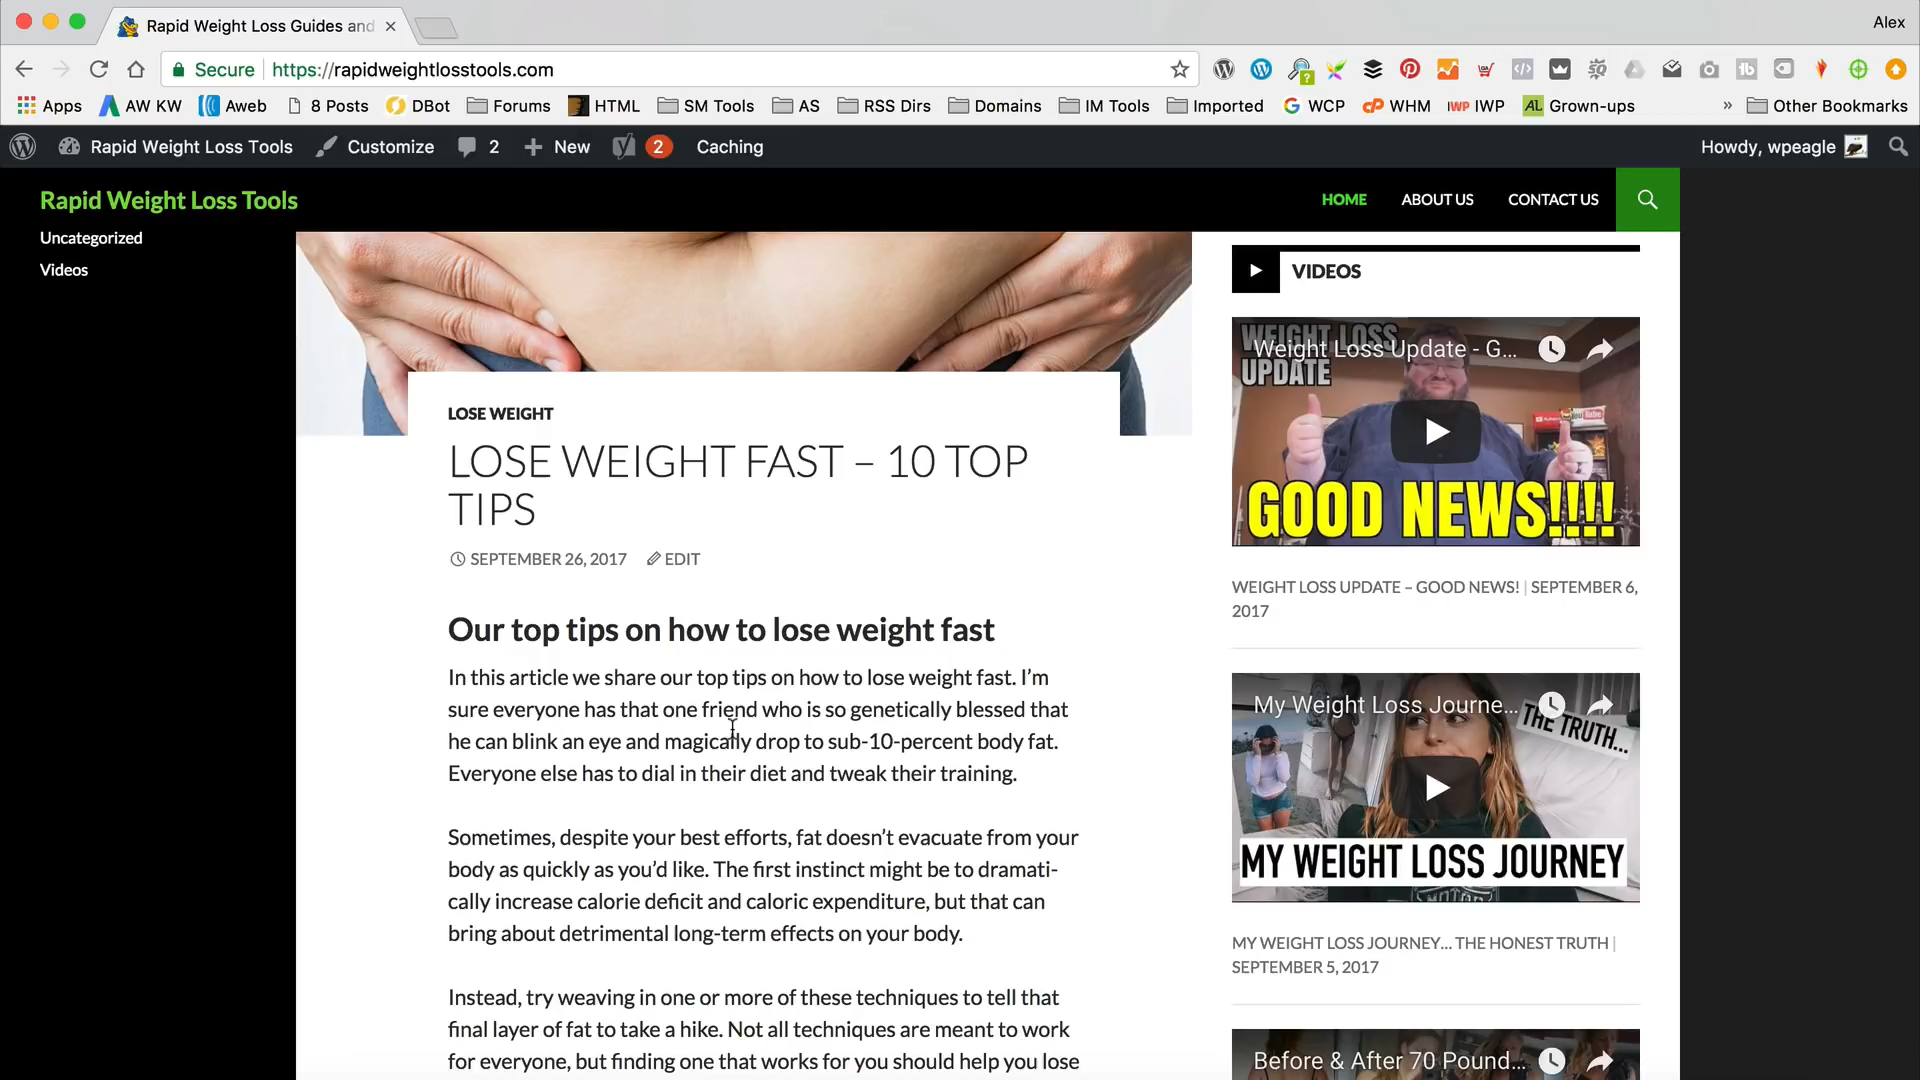 Rapid Weight Loss Guides and
Alex
Secure https://rapidweightlosstools.com
Apps AW KW Aweb 8 Posts DBot Forums HTML SM Tools AS RSS Dirs Domains IM Tools Imported WCP WHM IWP Grown-ups » Other Bookmarks
Rapid Weight Loss Tools Customize 2 New 2 Caching Howdy, wpeagle
Rapid Weight Loss Tools
HOME ABOUT US CONTACT US
Uncategorized
Videos
LOSE WEIGHT
LOSE WEIGHT FAST – 10 TOP
TIPS
SEPTEMBER 26, 2017 EDIT
Our top tips on how to lose weight fast
In this article we share our top tips on how to lose weight fast. I’m
sure everyone has that one friend who is so genetically blessed that
he can blink an eye and magically drop to sub-10-percent body fat.
Everyone else has to dial in their diet and tweak their training.
Sometimes, despite your best efforts, fat doesn’t evacuate from your
body as quickly as you’d like. The first instinct might be to dramati-
cally increase calorie deficit and caloric expenditure, but that can
bring about detrimental long-term effects on your body.
Instead, try weaving in one or more of these techniques to tell that
final layer of fat to take a hike. Not all techniques are meant to work
for everyone, but finding one that works for you should help you lose
VIDEOS
WEIGHT LOSS
UPDATE
Weight Loss Update - G...
GOOD NEWS!!!!
WEIGHT LOSS UPDATE – GOOD NEWS! | SEPTEMBER 6,
2017
My Weight Loss Journe...
THE TRUTH...
MY WEIGHT LOSS JOURNEY
MY WEIGHT LOSS JOURNEY... THE HONEST TRUTH |
SEPTEMBER 5, 2017
Before & After 70 Pound...